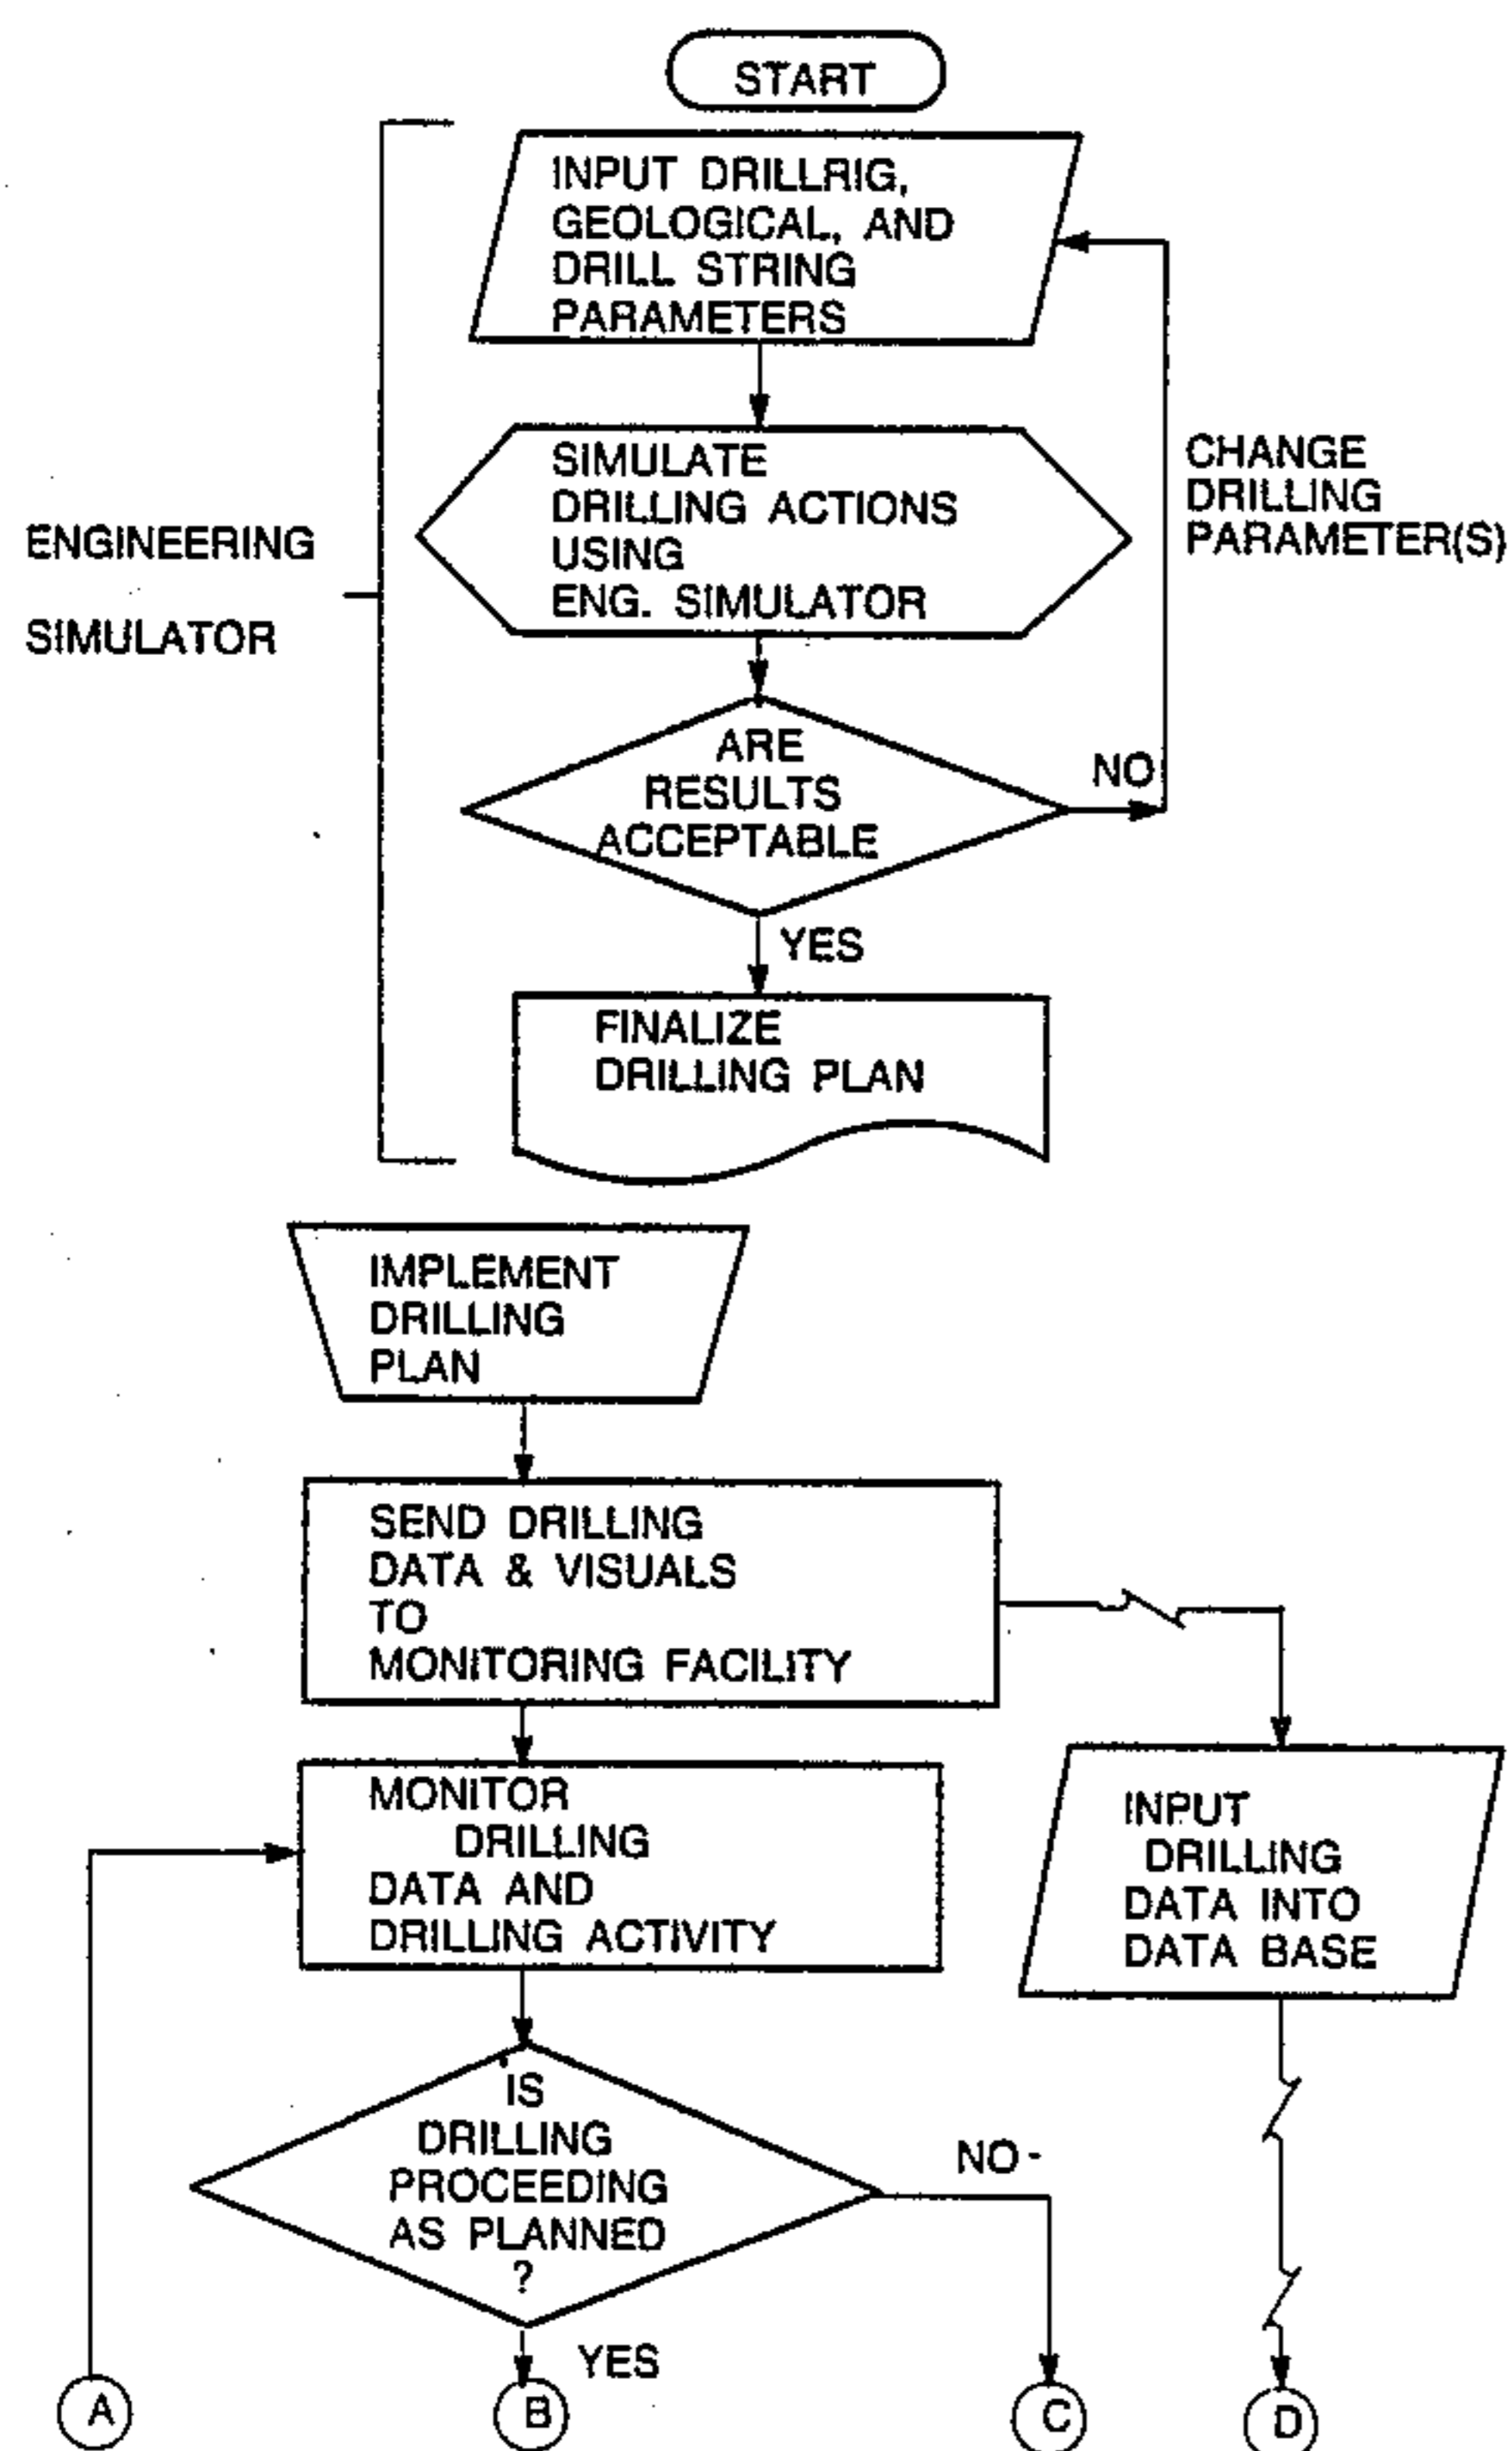 START
INPUT DRILLRIG,
GEOLOGICAL, AND
DRILL STRING
PARAMETERS
SIMULATE
DRILLING ACTIONS
USING
ENG. SIMULATOR
CHANGE
DRILLING
PARAMETER(S)
ENGINEERING
SIMULATOR
ARE
RESULTS
ACCEPTABLE
NO
YES
FINALIZE
DRILLING PLAN
IMPLEMENT
DRILLING
PLAN
SEND DRILLING
DATA & VISUALS
TO
MONITORING FACILITY
MONITOR
DRILLING
DATA AND
DRILLING ACTIVITY
INPUT
DRILLING
DATA INTO
DATA BASE
IS
DRILLING
PROCEEDING
AS PLANNED
?
NO-
YES
A
B
C
D